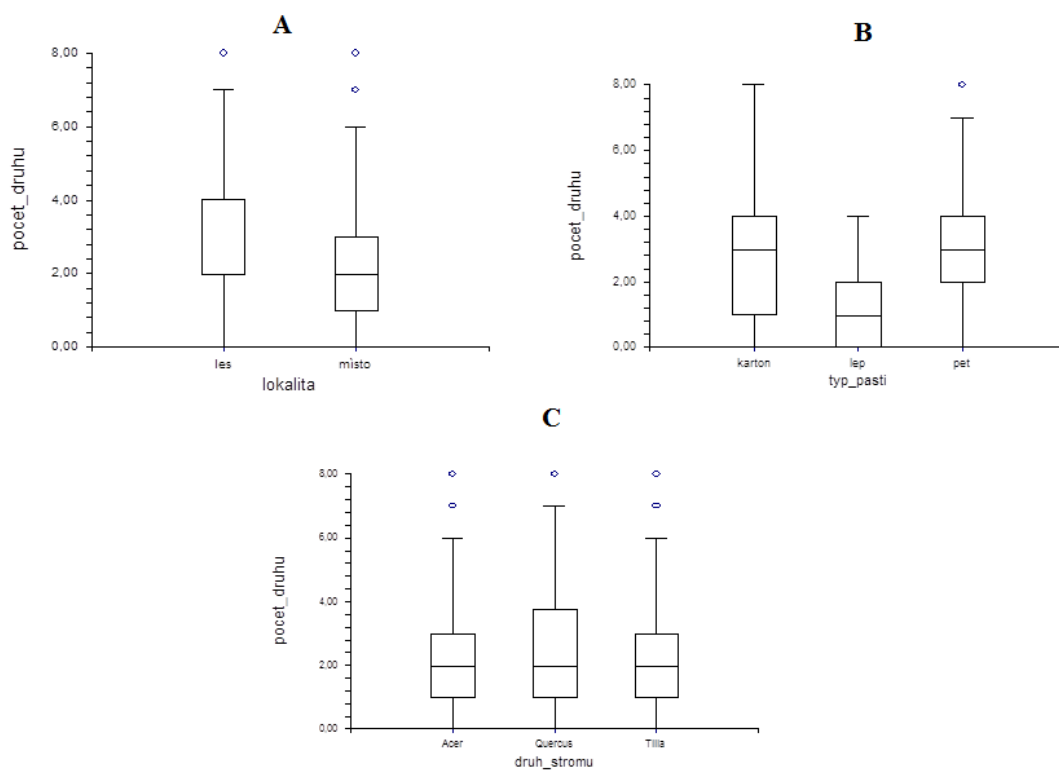 A
8,00
6,00
4,00
2,00
0,00
pocet_druhu
les
místo
lokalita
B
8,00
6,00
4,00
2,00
0,00
pocet_druhu
karton
lep
pet
typ_pasti
C
8,00
6,00
4,00
2,00
0,00
pocet_druhu
Acer
Quercus
Tilia
druh_stromu